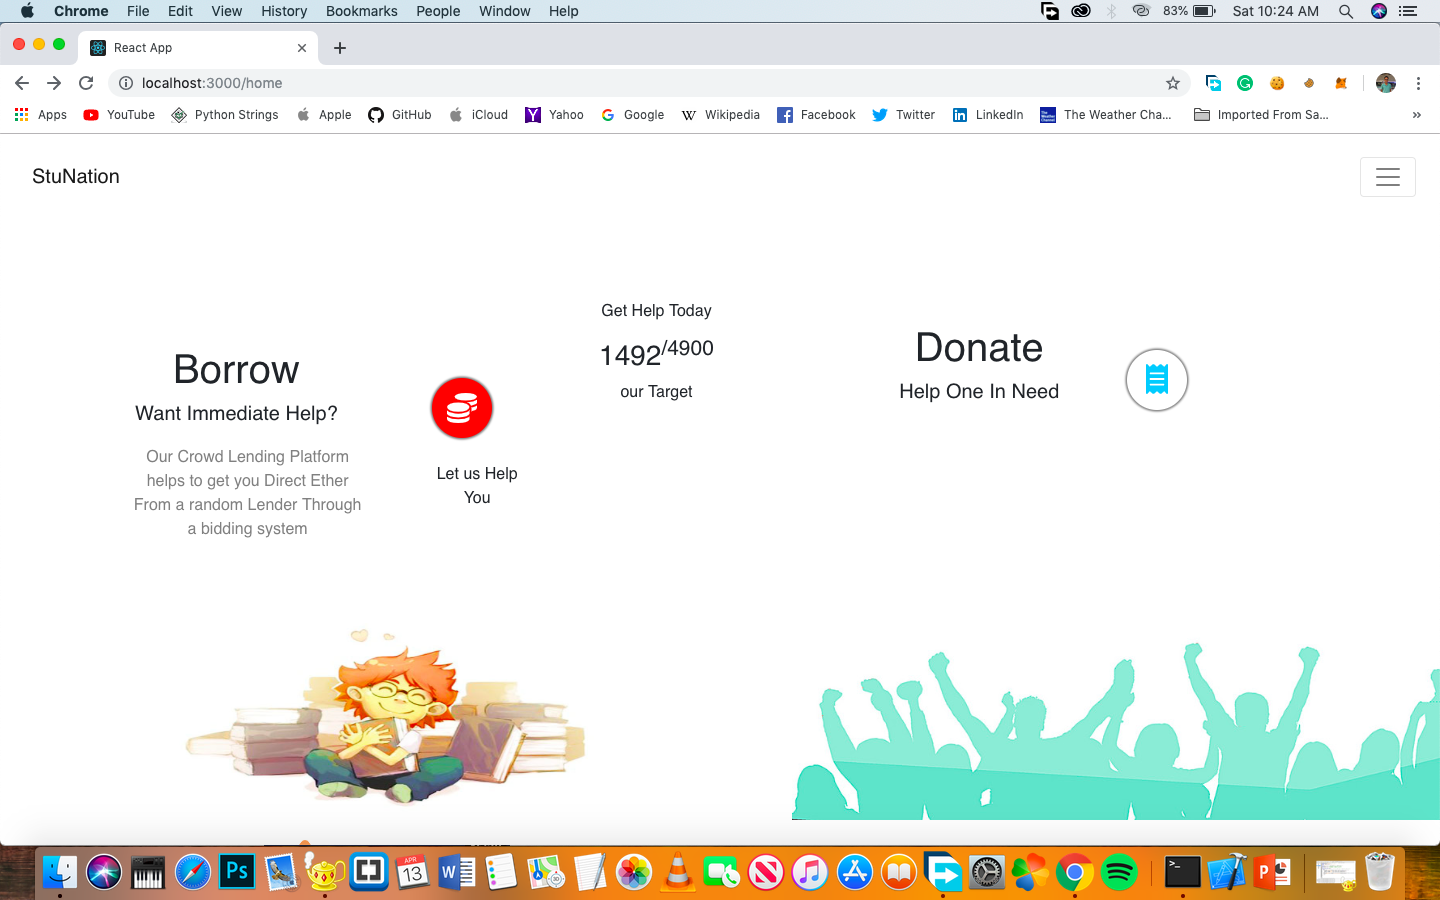 Chrome File Edit View History Bookmarks People Window Help 83% Sat 10:24 AM
React App
localhost:3000/home
Apps YouTube Python Strings Apple GitHub iCloud Yahoo Google Wikipedia Facebook Twitter LinkedIn The Weather Cha... Imported From Sa... »
StuNation
Get Help Today
1492/4900
our Target
Borrow
Want Immediate Help?
Our Crowd Lending Platform
helps to get you Direct Ether
From a random Lender Through
a bidding system
Let us Help
You
Donate
Help One In Need
Ps
APR
13